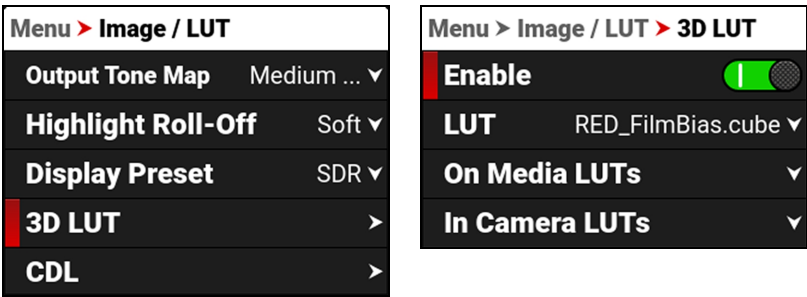 Menu > Image / LUT
Output Tone Map Medium ...
Highlight Roll-Off Soft
Display Preset SDR
3D LUT
CDL
Menu > Image / LUT > 3D LUT
Enable
LUT RED_FilmBias.cube
On Media LUTs
In Camera LUTs